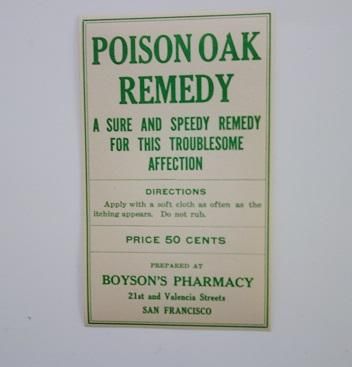 POISON OAK
REMEDY
A SURE AND SPEEDY REMEDY
FOR THIS TROUBLESOME
AFFECTION
DIRECTIONS
Apply with a soft cloth as often as the
itching appears. Do not rub.
PRICE 50 CENTS
PREPARED AT
BOYSON'S PHARMACY
21st and Valencia Streets
SAN FRANCISCO